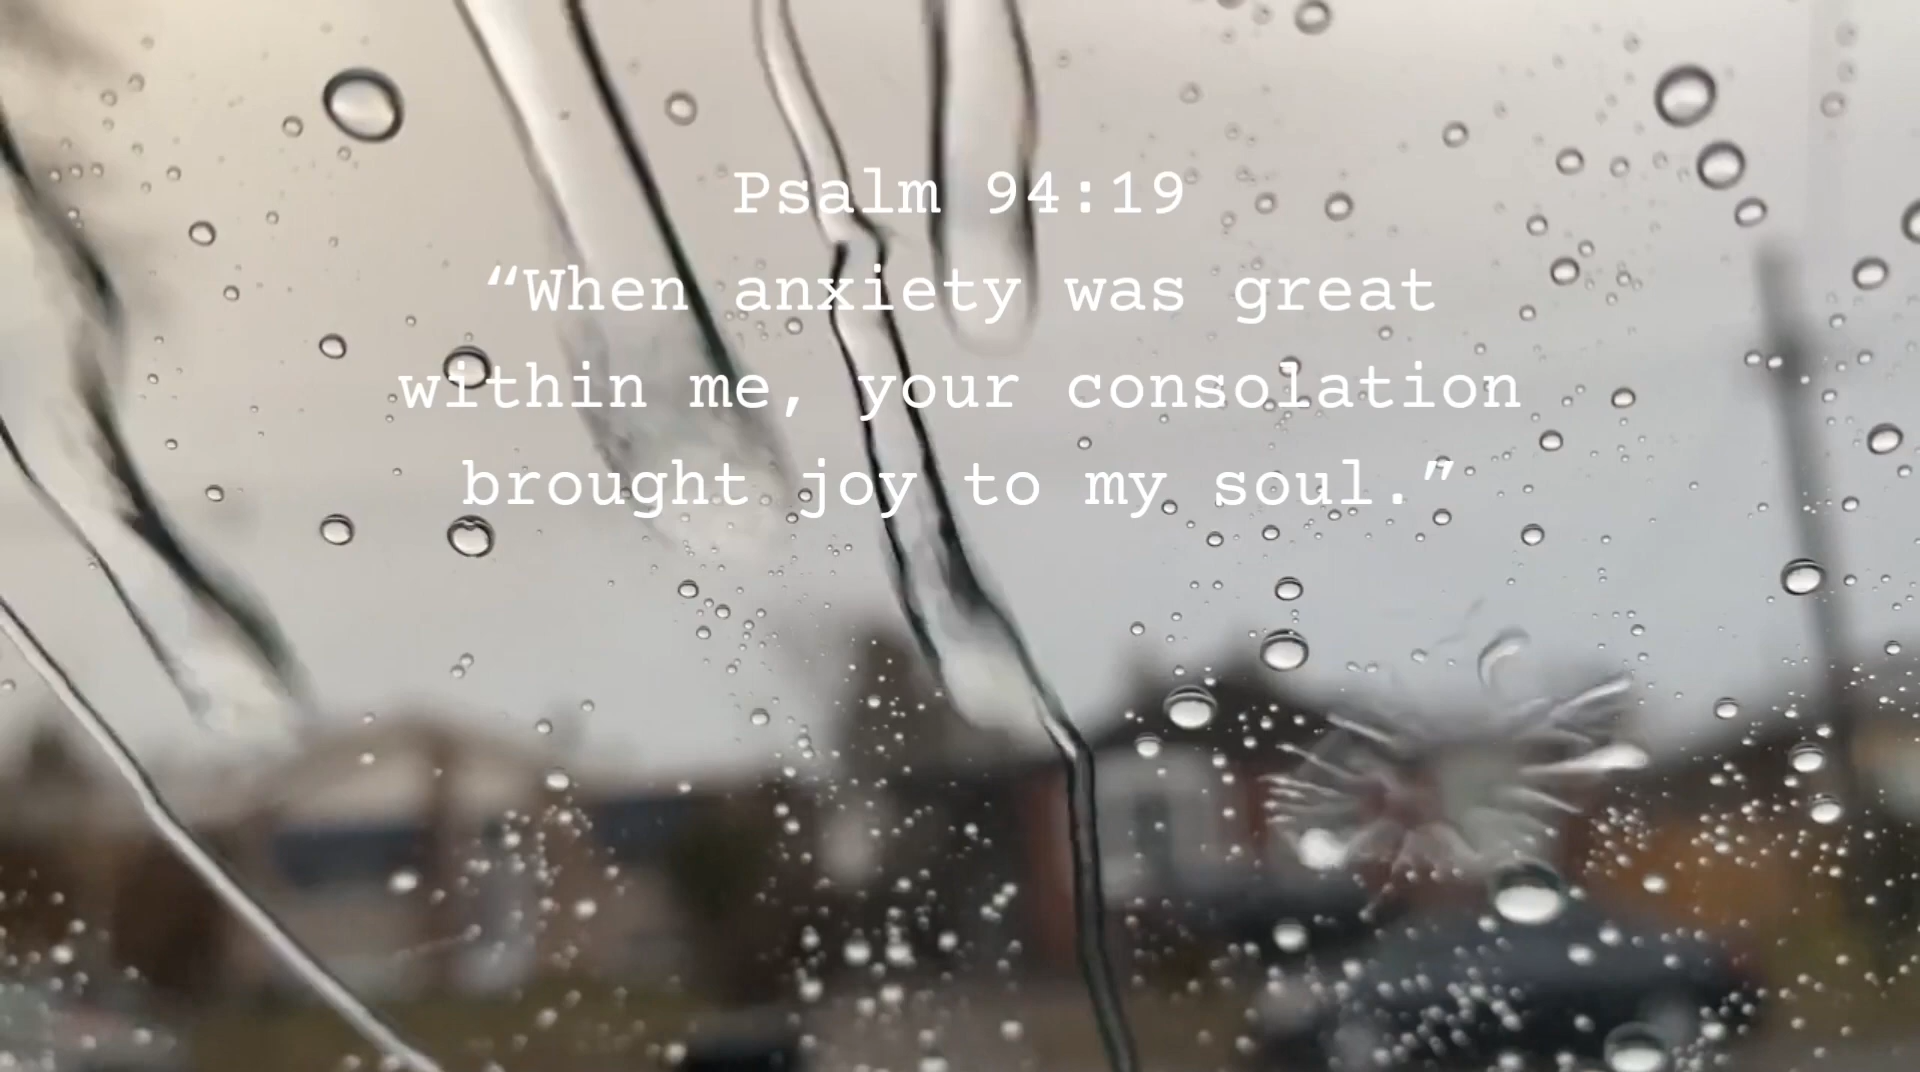 Psalm 94:19
“When anxiety was great
within me, your consolation
brought joy to my soul.”